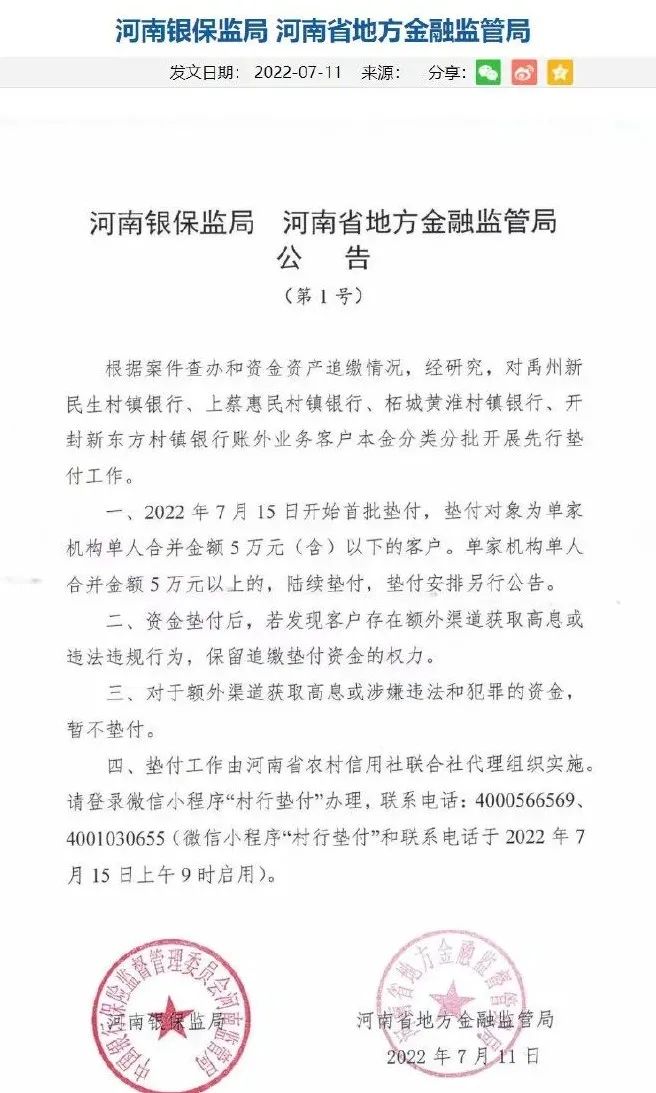 河南银保监局 河南省地方金融监管局
发文日期： 2022-07-11 来源： 分享：
河南银保监局 河南省地方金融监管局
公 告
（第 1 号）
根据案件查办和资金资产追缴情况，经研究，对禹州新
民生村镇银行、上蔡惠民村镇银行、柘城黄淮村镇银行、开
封新东方村镇银行账外业务客户本金分类分批开展先行垫
付工作。
一、2022 年 7 月 15 日开始首批垫付，垫付对象为单家
机构单人合并金额 5 万元（含）以下的客户。单家机构单人
合并金额 5 万元以上的，陆续垫付，垫付安排另行公告。
二、资金垫付后，若发现客户存在额外渠道获取高息或
违法违规行为，保留追缴垫付资金的权力。
三、对于额外渠道获取高息或涉嫌违法和犯罪的资金，
暂不垫付。
四、垫付工作由河南省农村信用社联合社代理组织实施。
请登录微信小程序“村行垫付”办理，联系电话：4000566569、
4001030655（微信小程序“村行垫付”和联系电话于 2022 年 7
月 15 日上午 9 时启用）。
中国银行保险监督管理委员会河南监管局
河南银保监局
河南省地方金融监督管理局
河南省地方金融监管局
2022 年 7 月 11 日